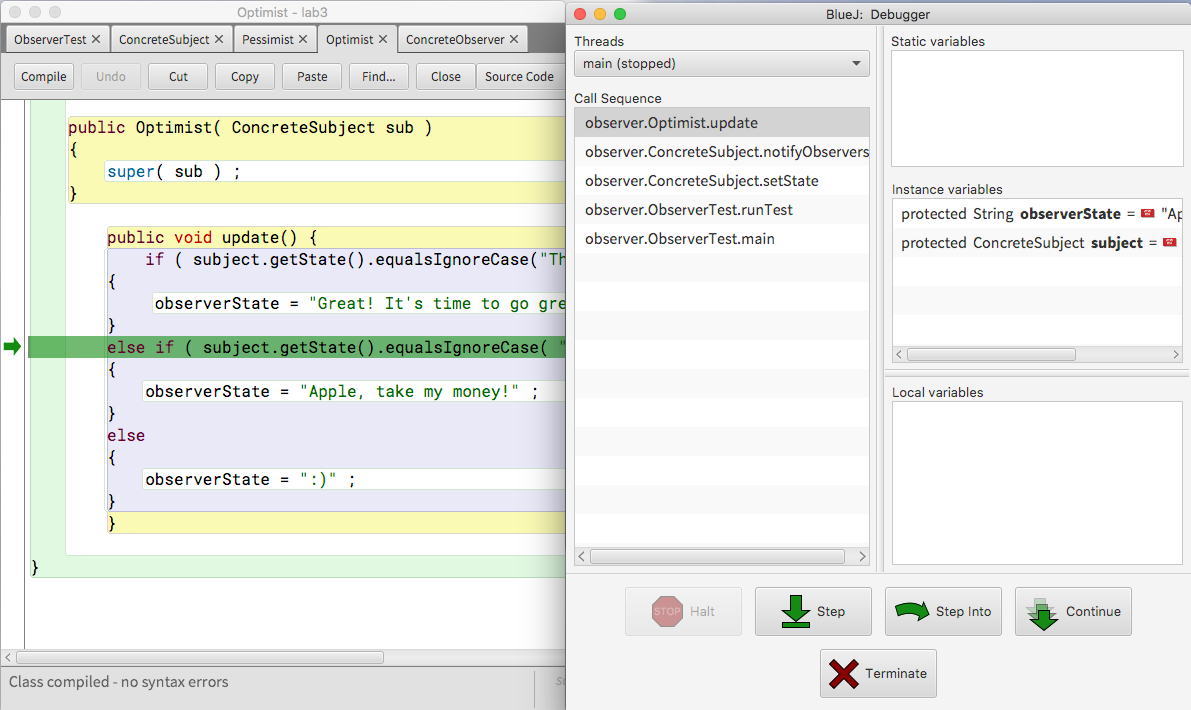 Optimist - lab3
ObserverTest ConcreteSubject Pessimist Optimist ConcreteObserver
Compile Undo Cut Copy Paste Find... Close Source Code
public Optimist( ConcreteSubject sub )
{
super( sub ) ;
}
public void update() {
if ( subject.getState().equalsIgnoreCase("Th
{
observerState = "Great! It's time to go gre
}
else if ( subject.getState().equalsIgnoreCase( "
{
observerState = "Apple, take my money!" ;
}
else
{
observerState = ":)" ;
}
}
}
Class compiled - no syntax errors
BlueJ: Debugger
Threads
main (stopped)
Call Sequence
observer.Optimist.update
observer.ConcreteSubject.notifyObservers
observer.ConcreteSubject.setState
observer.ObserverTest.runTest
observer.ObserverTest.main
Static variables
Instance variables
protected String observerState = "Ap
protected ConcreteSubject subject =
Local variables
STOP Halt
Step
Step Into
Continue
Terminate